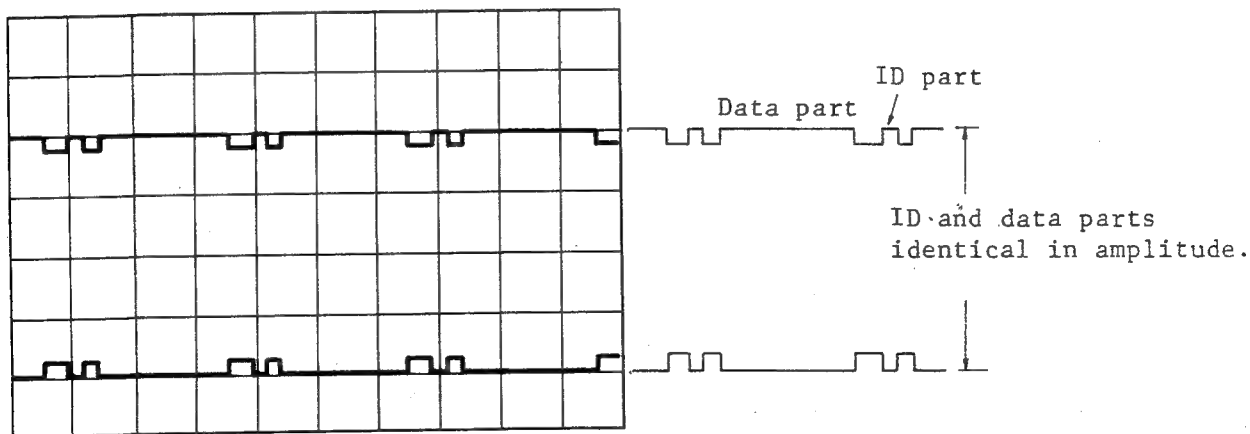 ID part
Data part
ID and data parts
identical in amplitude.